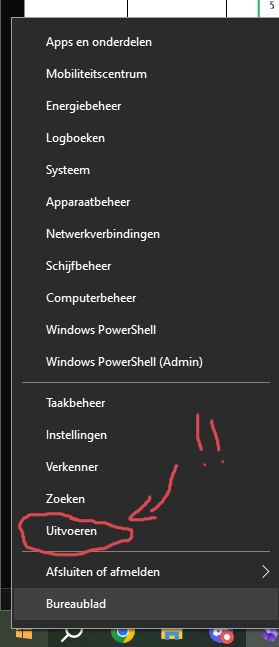 5
Apps en onderdelen
Mobiliteitscentrum
Energiebeheer
Logboeken
Systeem
Apparaatbeheer
Netwerkverbindingen
Schijfbeheer
Computerbeheer
Windows PowerShell
Windows PowerShell (Admin)
Taakbeheer
Instellingen
Verkenner
Zoeken
Uitvoeren
!!
Afsluiten of afmelden
Bureaublad